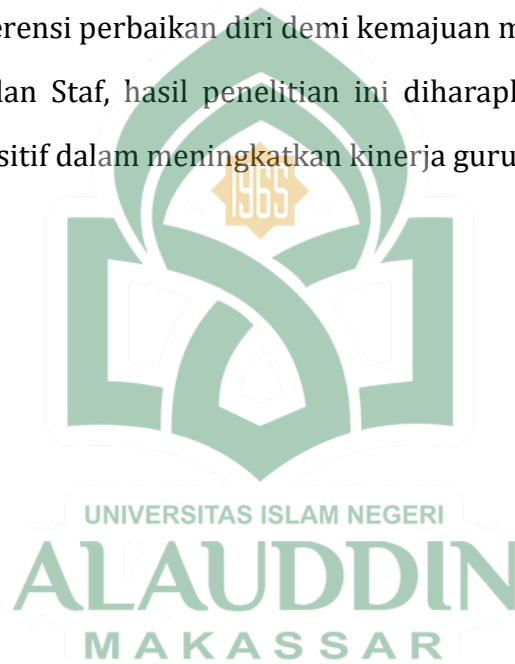 erensi perbaikan diri demi kemajuan m
lan Staf, hasil penelitian ini diharapk
sitif dalam meningkatkan kinerja guru
1965
UNIVERSITAS ISLAM NEGERI
ALAUDDIN
MAKASSAR